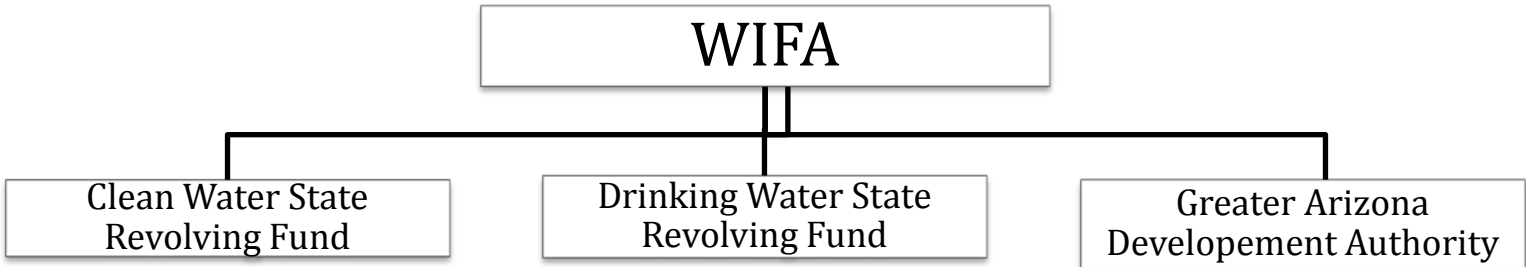 WIFA
Clean Water State
Revolving Fund
Drinking Water State
Revolving Fund
Greater Arizona
Developement Authority